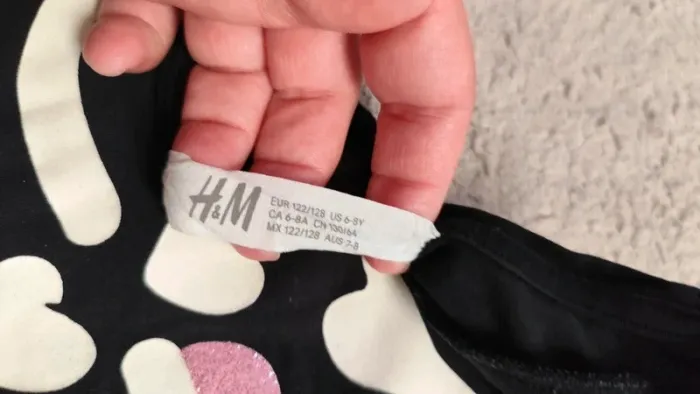 H&M
EUR 122/128 US 6-8Y
CA 6-8A CN 130/64
MX 122/128 AUS 7-8